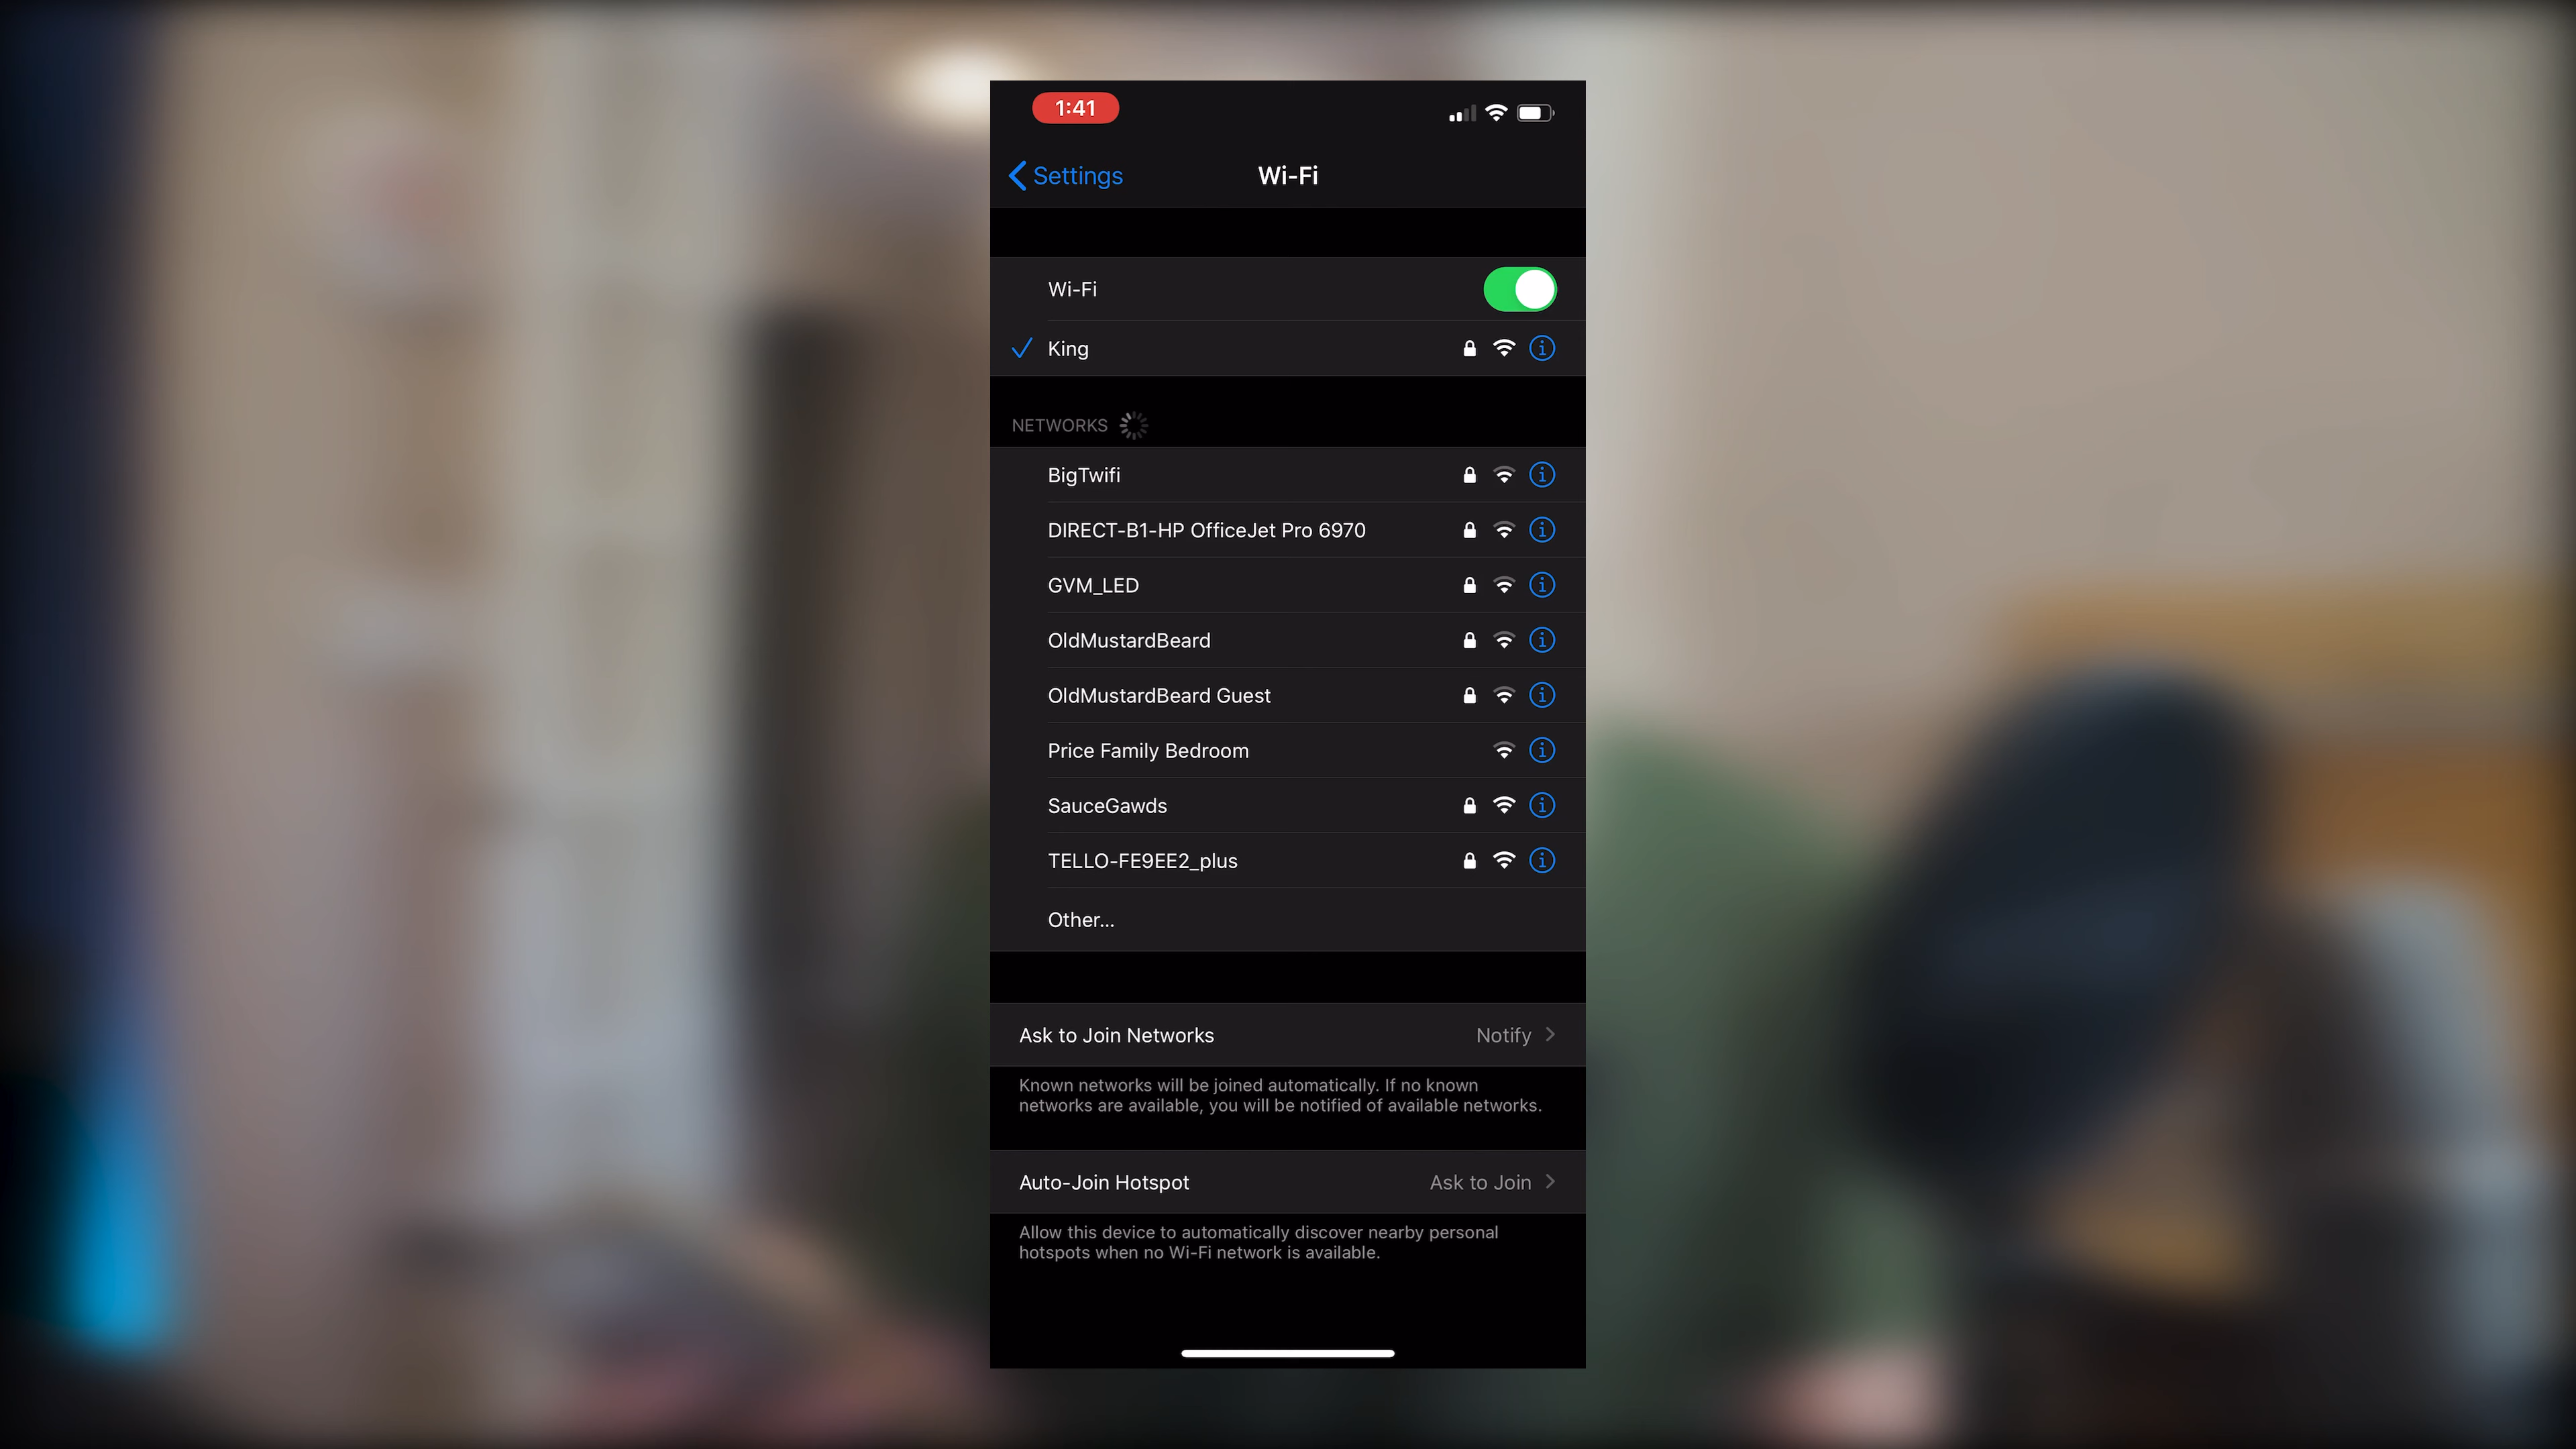 1:41
Settings
Wi-Fi
Wi-Fi
King
NETWORKS
BigTwifi
DIRECT-B1-HP OfficeJet Pro 6970
GVM_LED
OldMustardBeard
OldMustardBeard Guest
Price Family Bedroom
SauceGawds
TELLO-FE9EE2_plus
Other...
Ask to Join Networks Notify
Known networks will be joined automatically. If no known
networks are available, you will be notified of available networks.
Auto-Join Hotspot Ask to Join
Allow this device to automatically discover nearby personal
hotspots when no Wi-Fi network is available.